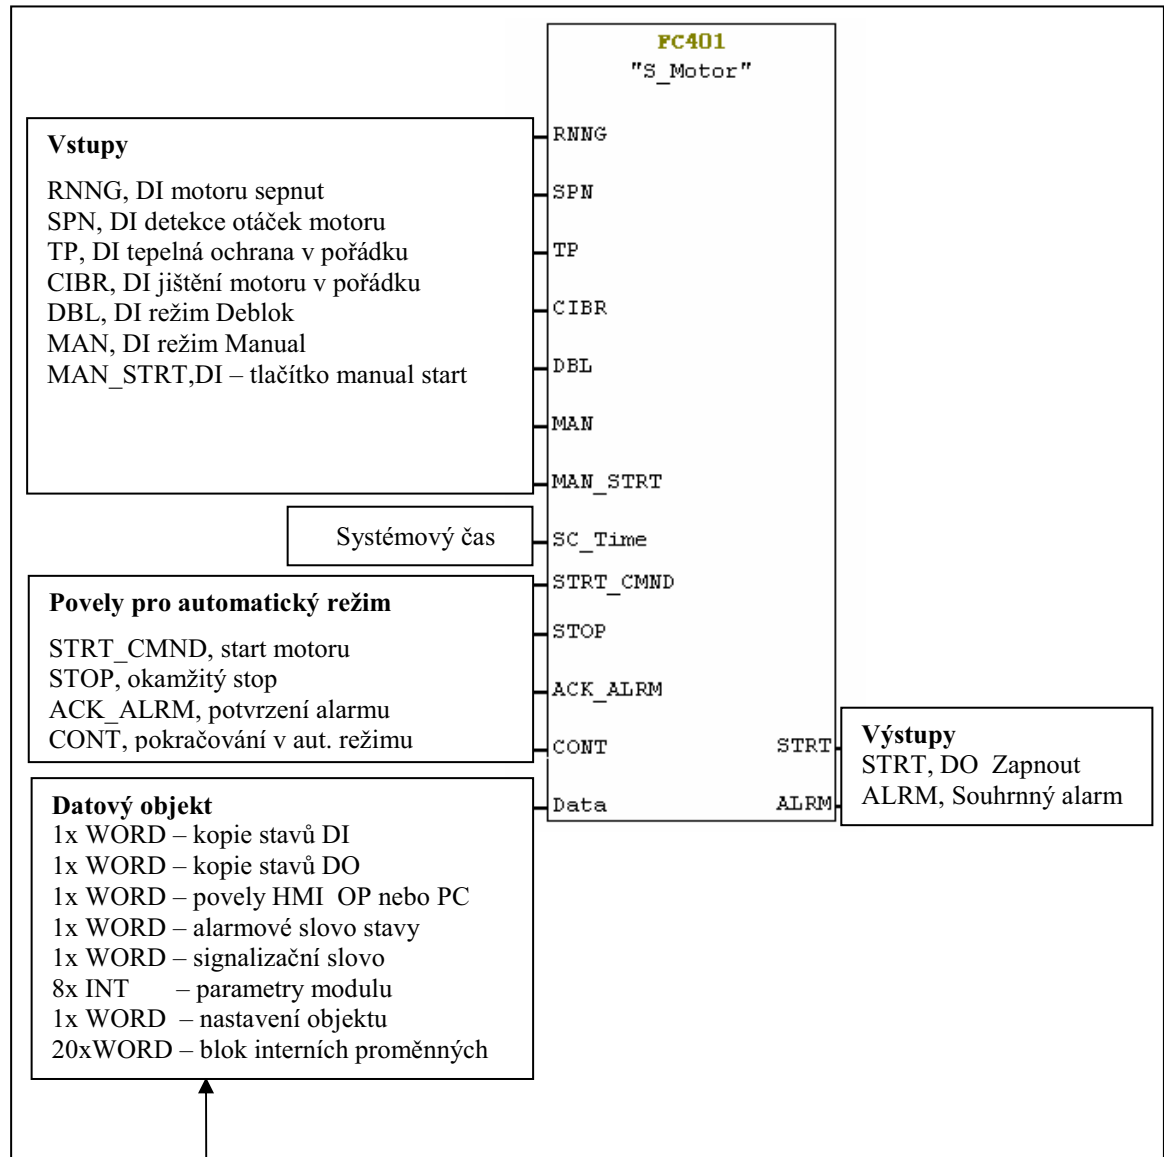 FC401
"S_Motor"
Vstupy
RNNG, DI motoru sepnut
SPN, DI detekce otáček motoru
TP, DI tepelná ochrana v pořádku
CIBR, DI jištění motoru v pořádku
DBL, DI režim Deblok
MAN, DI režim Manual
MAN_STRT,DI – tlačítko manual start
RNNG
SPN
TP
CIBR
DBL
MAN
MAN_STRT
Systémový čas
SC_Time
Povely pro automatický režim
STRT_CMND, start motoru
STOP, okamžitý stop
ACK_ALRM, potvrzení alarmu
CONT, pokračování v aut. režimu
STRT_CMND
STOP
ACK_ALRM
CONT
STRT
Výstupy
STRT, DO  Zapnout
ALRM, Souhrnný alarm
Datový objekt
1x WORD – kopie stavů DI
1x WORD – kopie stavů DO
1x WORD – povely HMI  OP nebo PC
1x WORD – alarmové slovo stavy
1x WORD – signalizační slovo
8x INT – parametry modulu
1x WORD – nastavení objektu
20xWORD – blok interních proměnných
Data
ALRM